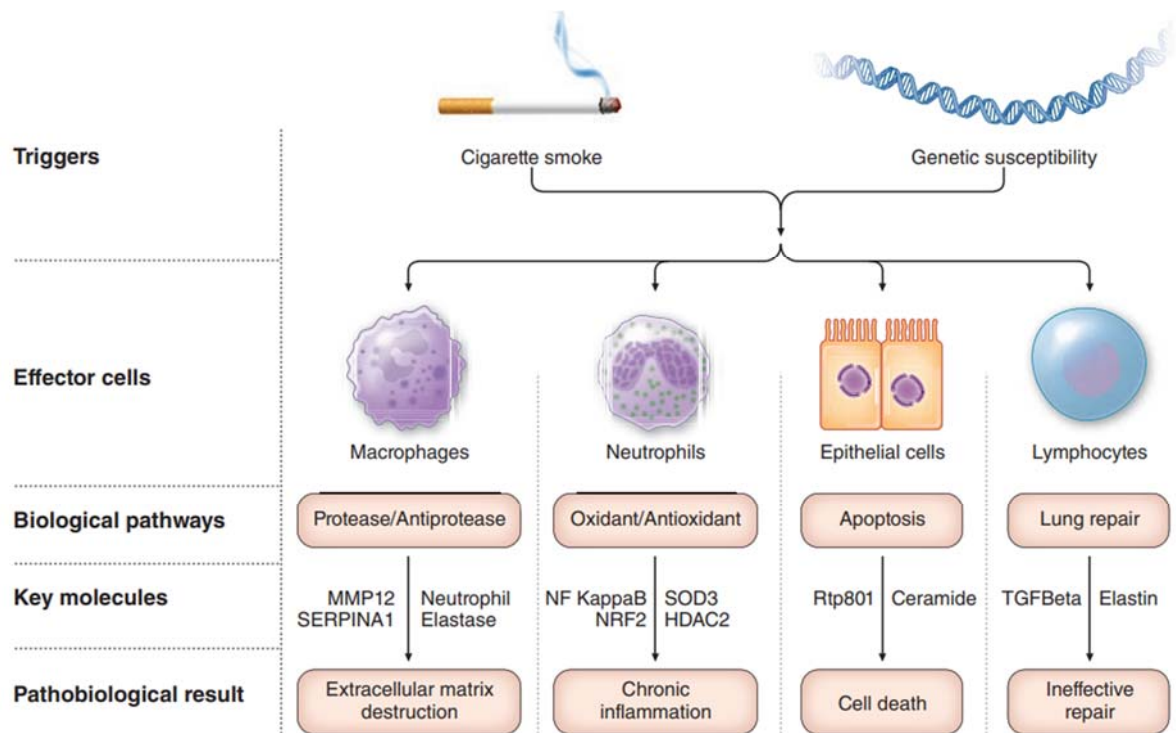 Triggers
Cigarette smoke
Genetic susceptibility
Effector cells
Macrophages
Neutrophils
Epithelial cells
Lymphocytes
Biological pathways
Protease/Antiprotease
Oxidant/Antioxidant
Apoptosis
Lung repair
Key molecules
MMP12
SERPINA1
Neutrophil
Elastase
NF KappaB
NRF2
SOD3
HDAC2
Rtp801
Ceramide
TGFBeta
Elastin
Pathobiological result
Extracellular matrix
destruction
Chronic
inflammation
Cell death
Ineffective
repair